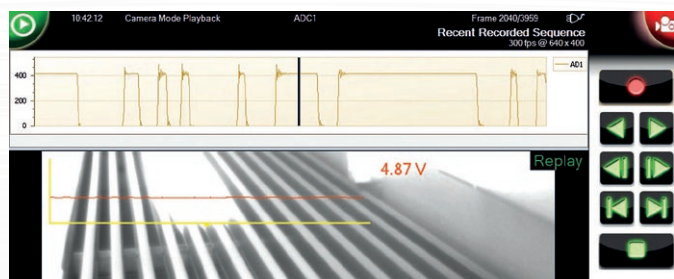 10:42.12 Camera Mode Playback ADC1 Frame 2040/3959
Recent Recorded Sequence
300 fps @ 640 x 400
AD1
400
200
0
4.87 V
Replay